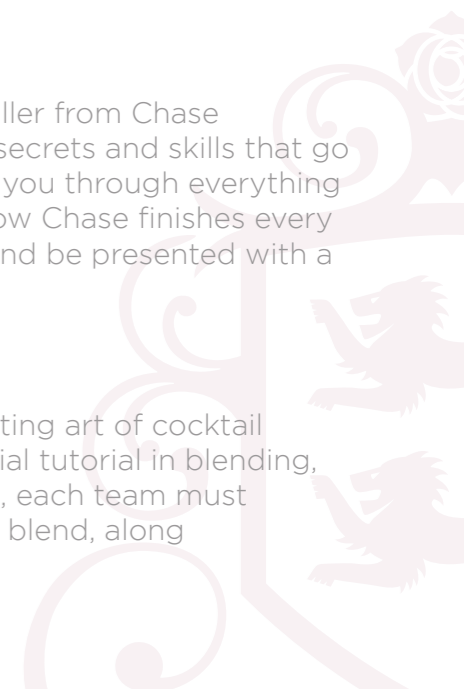 ller from Chase
secrets and skills that go
you through everything
ow Chase finishes every
nd be presented with a
ting art of cocktail
ial tutorial in blending,
, each team must
blend, along